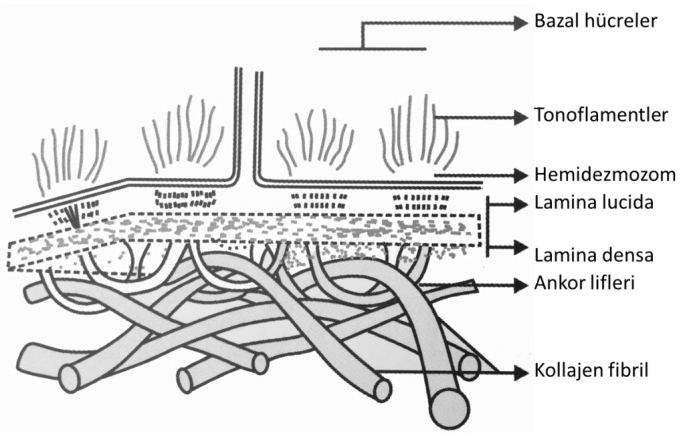 Bazal hücreler
Tonoflamentler
Hemidezmozom
Lamina lucida
Lamina densa
Ankor lifleri
Kollajen fibril